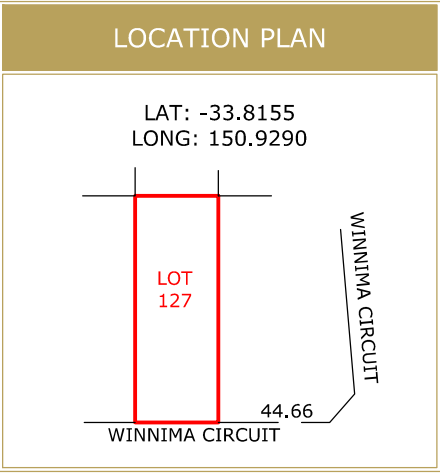 LOCATION PLAN
LAT: -33.8155
LONG: 150.9290
LOT
127
WINNIMA CIRCUIT
44.66
WINNIMA CIRCUIT